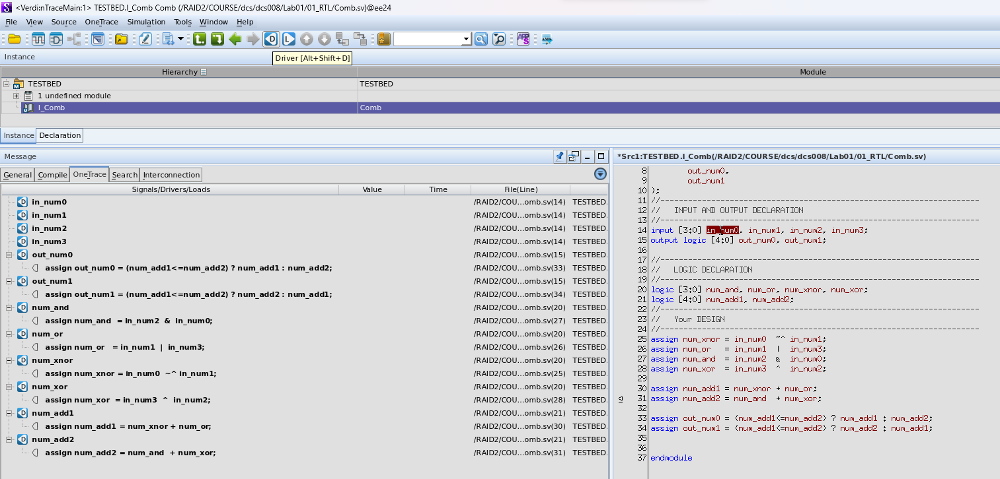 <Verdi:nTraceMain:1> TESTBED.I_Comb Comb (/RAID2/COURSE/dcs/dcs008/Lab01/01_RTL/Comb.sv)@ee24
File View Source OneTrace Simulation Tools Window Help
Driver [Alt+Shift+D]
Instance
Hierarchy Module
TESTBED TESTBED
1 undefined module
I_Comb Comb
Instance Declaration
Message
General Compile OneTrace Search Interconnection
Signals/Drivers/Loads Value Time File(Line)
in_num0 /RAID2/COU...omb.sv(14) TESTBED.
in_num1 /RAID2/COU...omb.sv(14) TESTBED.
in_num2 /RAID2/COU...omb.sv(14) TESTBED.
in_num3 /RAID2/COU...omb.sv(14) TESTBED.
out_num0 /RAID2/COU...omb.sv(15) TESTBED.
assign out_num0 = (num_add1<=num_add2) ? num_add1 : num_add2; /RAID2/COU...omb.sv(33) TESTBED.
out_num1 /RAID2/COU...omb.sv(15) TESTBED.
assign out_num1 = (num_add1<=num_add2) ? num_add2 : num_add1; /RAID2/COU...omb.sv(34) TESTBED.
num_and /RAID2/COU...omb.sv(20) TESTBED.
assign num_and  = in_num2  &  in_num0; /RAID2/COU...omb.sv(27) TESTBED.
num_or /RAID2/COU...omb.sv(20) TESTBED.
assign num_or   = in_num1  |  in_num3; /RAID2/COU...omb.sv(26) TESTBED.
num_xnor /RAID2/COU...omb.sv(20) TESTBED.
assign num_xnor = in_num0  ~^ in_num1; /RAID2/COU...omb.sv(25) TESTBED.
num_xor /RAID2/COU...omb.sv(20) TESTBED.
assign num_xor  = in_num3  ^  in_num2; /RAID2/COU...omb.sv(28) TESTBED.
num_add1 /RAID2/COU...omb.sv(21) TESTBED.
assign num_add1 = num_xnor + num_or; /RAID2/COU...omb.sv(30) TESTBED.
num_add2 /RAID2/COU...omb.sv(21) TESTBED.
assign num_add2 = num_and  + num_xor; /RAID2/COU...omb.sv(31) TESTBED.
*Src1:TESTBED.I_Comb(/RAID2/COURSE/dcs/dcs008/Lab01/01_RTL/Comb.sv)
8 out_num0,
9 out_num1
10 );
11 //---------------------------------------------------------------------
12 //   INPUT AND OUTPUT DECLARATION
13 //---------------------------------------------------------------------
14 input [3:0] in_num0, in_num1, in_num2, in_num3;
15 output logic [4:0] out_num0, out_num1;
16
17 //---------------------------------------------------------------------
18 //   LOGIC DECLARATION
19 //---------------------------------------------------------------------
20 logic [3:0] num_and, num_or, num_xnor, num_xor;
21 logic [4:0] num_add1, num_add2;
22 //---------------------------------------------------------------------
23 //   Your DESIGN
24 //---------------------------------------------------------------------
25 assign num_xnor = in_num0  ~^ in_num1;
26 assign num_or   = in_num1  |  in_num3;
27 assign num_and  = in_num2  &  in_num0;
28 assign num_xor  = in_num3  ^  in_num2;
29
30 assign num_add1 = num_xnor + num_or;
31 assign num_add2 = num_and  + num_xor;
32
33 assign out_num0 = (num_add1<=num_add2) ? num_add1 : num_add2;
34 assign out_num1 = (num_add1<=num_add2) ? num_add2 : num_add1;
35
36
37 endmodule